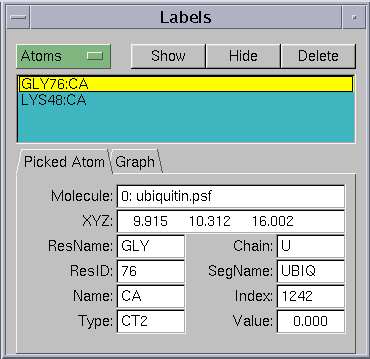 Labels
Atoms Show Hide Delete
GLY76:CA
LYS48:CA
Picked Atom Graph
Molecule: 0: ubiquitin.psf
XYZ: 9.915 10.312 16.002
ResName: GLY Chain: U
ResID: 76 SegName: UBIQ
Name: CA Index: 1242
Type: CT2 Value: 0.000